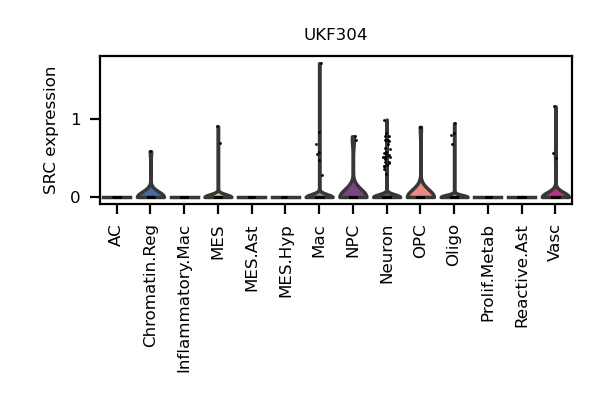 UKF304
SRC expression
1
0
AC
Chromatin.Reg
Inflammatory.Mac
MES
MES.Ast
MES.Hyp
Mac
NPC
Neuron
OPC
Oligo
Prolif.Metab
Reactive.Ast
Vasc